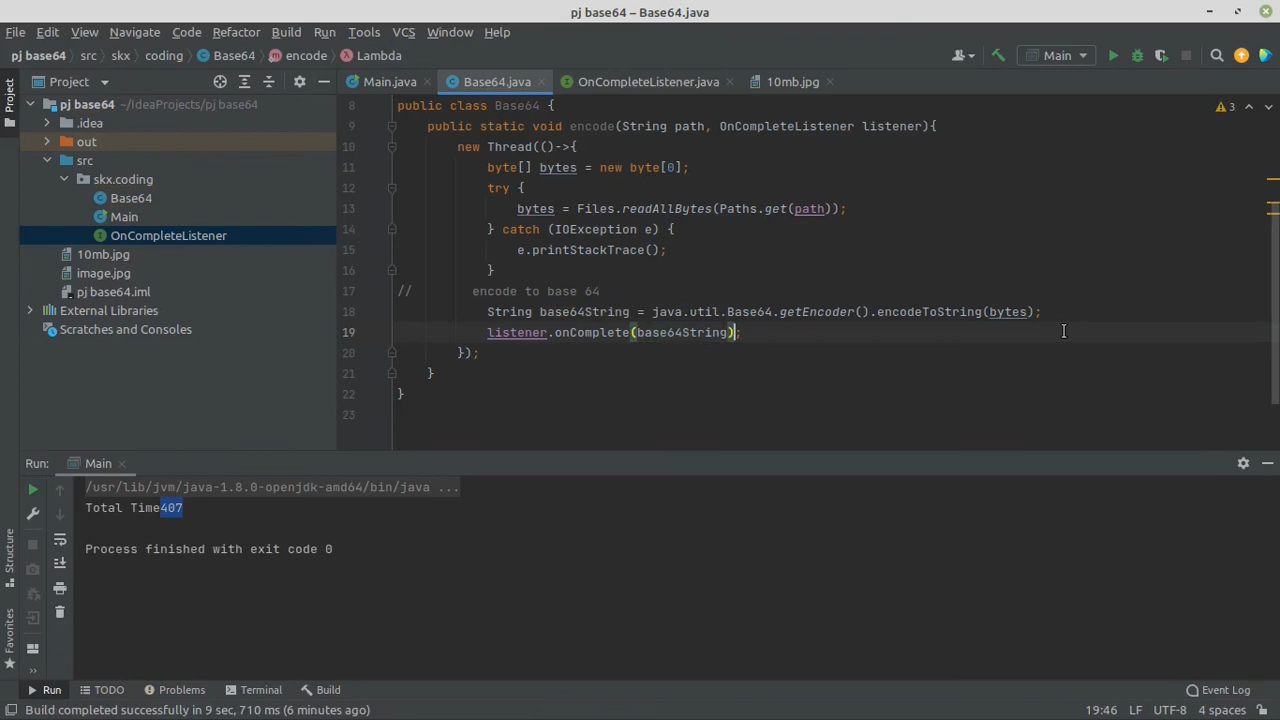 pj base64 – Base64.java
File Edit View Navigate Code Refactor Build Run Tools VCS Window Help
pj base64 src skx coding Base64 encode Lambda Main
Project Main.java Base64.java OnCompleteListener.java 10mb.jpg
pj base64 ~/IdeaProjects/pj base64
.idea
out
src
skx.coding
Base64
Main
OnCompleteListener
10mb.jpg
image.jpg
pj base64.iml
External Libraries
Scratches and Consoles
8 public class Base64 {
9 public static void encode(String path, OnCompleteListener listener){
10 new Thread(()->{
11 byte[] bytes = new byte[0];
12 try {
13 bytes = Files.readAllBytes(Paths.get(path));
14 } catch (IOException e) {
15 e.printStackTrace();
16 }
17 // encode to base 64
18 String base64String = java.util.Base64.getEncoder().encodeToString(bytes);
19 listener.onComplete(base64String);
20 });
21 }
22 }
23
3
Project
Structure
Favorites
Run: Main
/usr/lib/jvm/java-1.8.0-openjdk-amd64/bin/java ...
Total Time407
Process finished with exit code 0
Run TODO Problems Terminal Build Event Log
Build completed successfully in 9 sec, 710 ms (6 minutes ago) 19:46 LF UTF-8 4 spaces